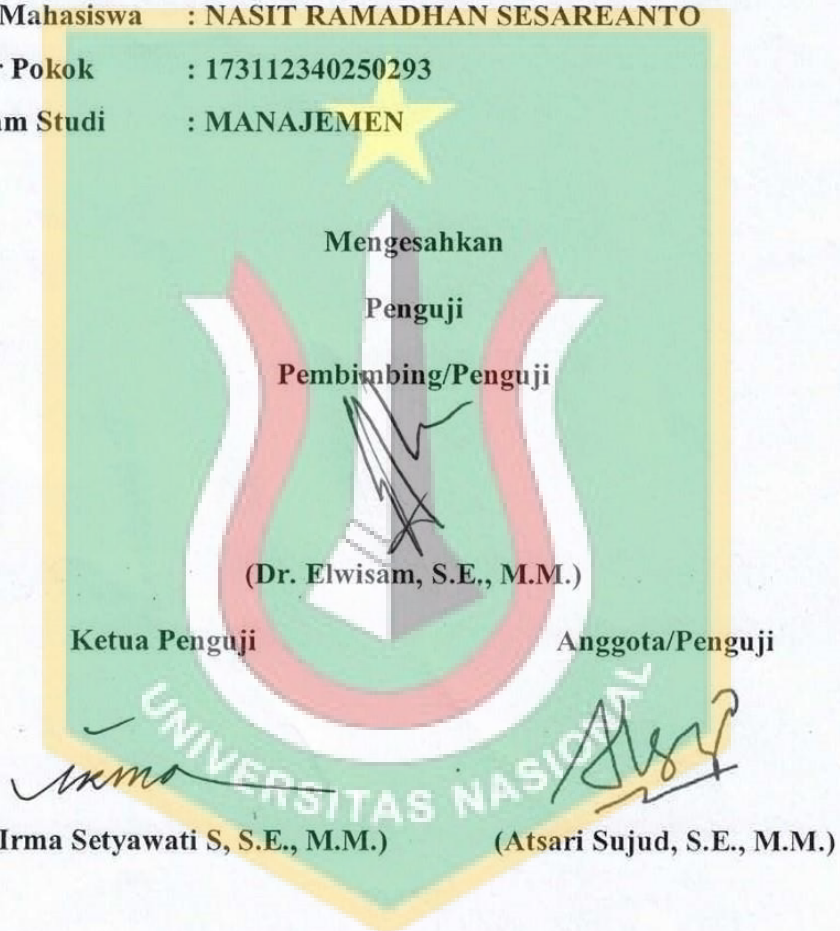 Mahasiswa : NASIT RAMADHAN SESAREANTO
Pokok : 173112340250293
am Studi : MANAJEMEN
Mengesahkan
Penguji
Pembimbing/Penguji
(Dr. Elwisam, S.E., M.M.)
Ketua Penguji Anggota/Penguji
UNIVERSITAS NASIONAL
Irma Setyawati S, S.E., M.M.) (Atsari Sujud, S.E., M.M.)